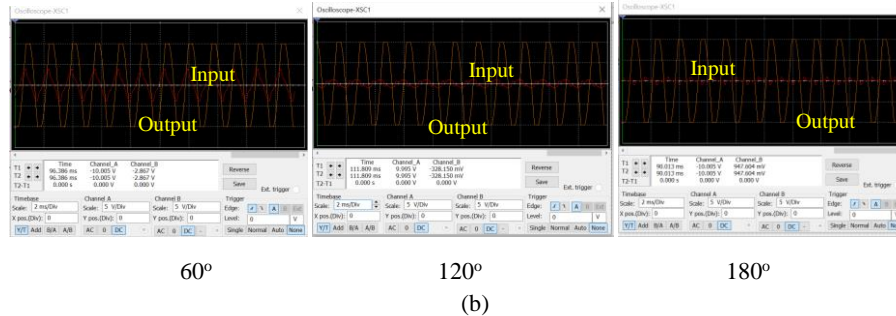 Oscilloscope-XSC1
Input
Output
Time Channel_A Channel_B
T1 96.386 ms -10.005 V -2.867 V
T2 96.386 ms -10.005 V -2.867 V
T2-T1 0.000 s 0.000 V 0.000 V
Reverse
Save
Ext. trigger
Timebase
Scale: 2 ms/Div
X pos.(Div): 0
Y/T Add B/A A/B
Channel A
Scale: 5 V/Div
Y pos.(Div): 0
AC 0 DC
Channel B
Scale: 5 V/Div
Y pos.(Div): 0
AC 0 DC -
Trigger
Edge: A B Ext
Level: 0 V
Single Normal Auto None
60o
Oscilloscope-XSC1
Input
Output
Time Channel_A Channel_B
T1 111.809 ms 9.995 V -328.150 mV
T2 111.809 ms 9.995 V -328.150 mV
T2-T1 0.000 s 0.000 V 0.000 V
Reverse
Save
Ext. trigger
Timebase
Scale: 2 ms/Div
X pos.(Div): 0
Y/T Add B/A A/B
Channel A
Scale: 5 V/Div
Y pos.(Div): 0
AC 0 DC
Channel B
Scale: 5 V/Div
Y pos.(Div): 0
AC 0 DC -
Trigger
Edge: A B Ext
Level: 0 V
Single Normal Auto None
120o
Oscilloscope-XSC1
Input
Output
Time Channel_A Channel_B
T1 98.013 ms -10.005 V 947.604 mV
T2 98.013 ms -10.005 V 947.604 mV
T2-T1 0.000 s 0.000 V 0.000 V
Reverse
Save
Ext. trigger
Timebase
Scale: 2 ms/Div
X pos.(Div): 0
Y/T Add B/A A/B
Channel A
Scale: 5 V/Div
Y pos.(Div): 0
AC 0 DC
Channel B
Scale: 5 V/Div
Y pos.(Div): 0
AC 0 DC -
Trigger
Edge: A B Ext
Level: 0 V
Single Normal Auto None
180o
(b)